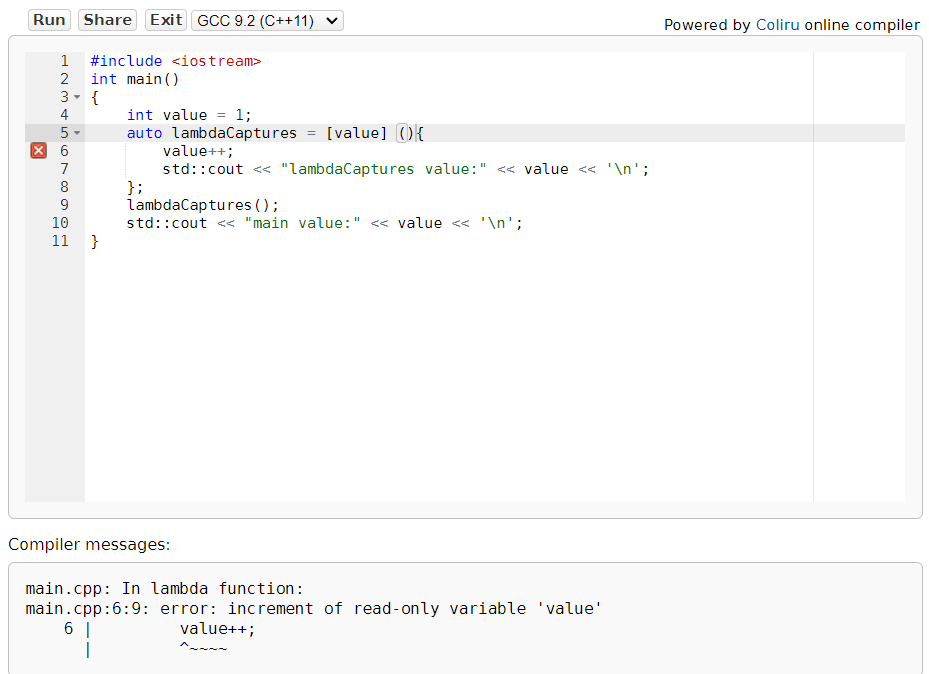 Run Share Exit GCC 9.2 (C++11)
Powered by Coliru online compiler
1 #include <iostream>
2 int main()
3 {
4     int value = 1;
5     auto lambdaCaptures = [value] (){
6         value++;
7         std::cout << "lambdaCaptures value:" << value << '\n';
8     };
9     lambdaCaptures();
10     std::cout << "main value:" << value << '\n';
11 }
Compiler messages:
main.cpp: In lambda function:
main.cpp:6:9: error: increment of read-only variable 'value'
    6 |         value++;
      |         ^~~~~